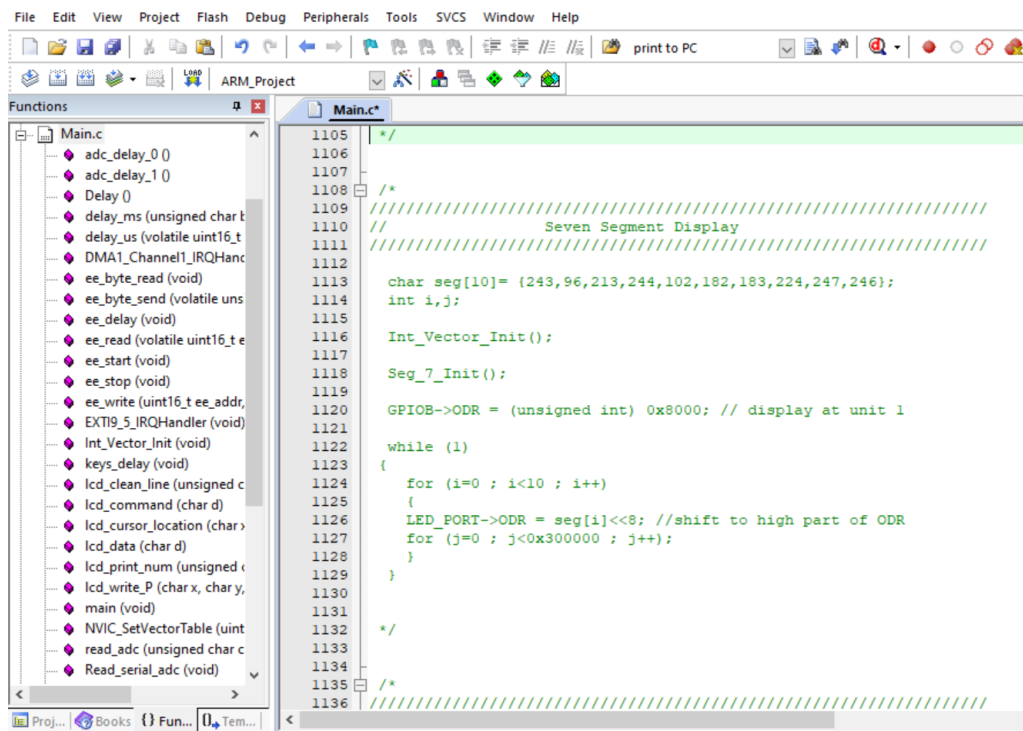 File Edit View Project Flash Debug Peripherals Tools SVCS Window Help
print to PC
LOAD ARM_Project
Functions
Main.c*
Main.c
adc_delay_0 ()
adc_delay_1 ()
Delay ()
delay_ms (unsigned char b
delay_us (volatile uint16_t
DMA1_Channel1_IRQHanc
ee_byte_read (void)
ee_byte_send (volatile uns
ee_delay (void)
ee_read (volatile uint16_t e
ee_start (void)
ee_stop (void)
ee_write (uint16_t ee_addr,
EXTI9_5_IRQHandler (void)
Int_Vector_Init (void)
keys_delay (void)
lcd_clean_line (unsigned c
lcd_command (char d)
lcd_cursor_location (char x
lcd_data (char d)
lcd_print_num (unsigned c
lcd_write_P (char x, char y,
main (void)
NVIC_SetVectorTable (uint
read_adc (unsigned char c
Read_serial_adc (void)
Proj... Books {} Fun... Tem...
1105 */
1106
1107
1108 /*
1109 ////////////////////////////////////////////////////////////////////
1110 // Seven Segment Display
1111 ////////////////////////////////////////////////////////////////////
1112
1113 char seg[10]= {243,96,213,244,102,182,183,224,247,246};
1114 int i,j;
1115
1116 Int_Vector_Init();
1117
1118 Seg_7_Init();
1119
1120 GPIOB->ODR = (unsigned int) 0x8000; // display at unit 1
1121
1122 while (1)
1123 {
1124 for (i=0 ; i<10 ; i++)
1125 {
1126 LED_PORT->ODR = seg[i]<<8; //shift to high part of ODR
1127 for (j=0 ; j<0x300000 ; j++);
1128 }
1129 }
1130
1131
1132 */
1133
1134
1135 /*
1136 ////////////////////////////////////////////////////////////////////